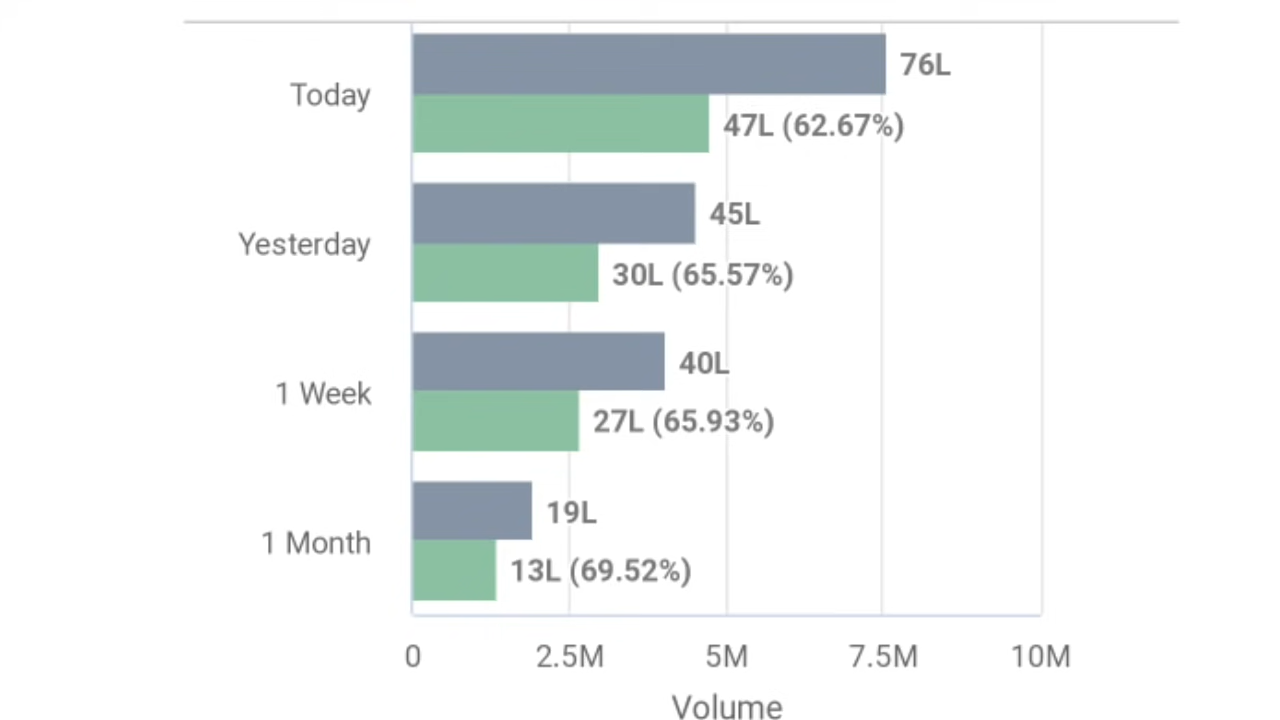 76L
Today
47L (62.67%)
45L
Yesterday
30L (65.57%)
40L
1 Week
27L (65.93%)
19L
1 Month
13L (69.52%)
0 2.5M 5M 7.5M 10M
Volume